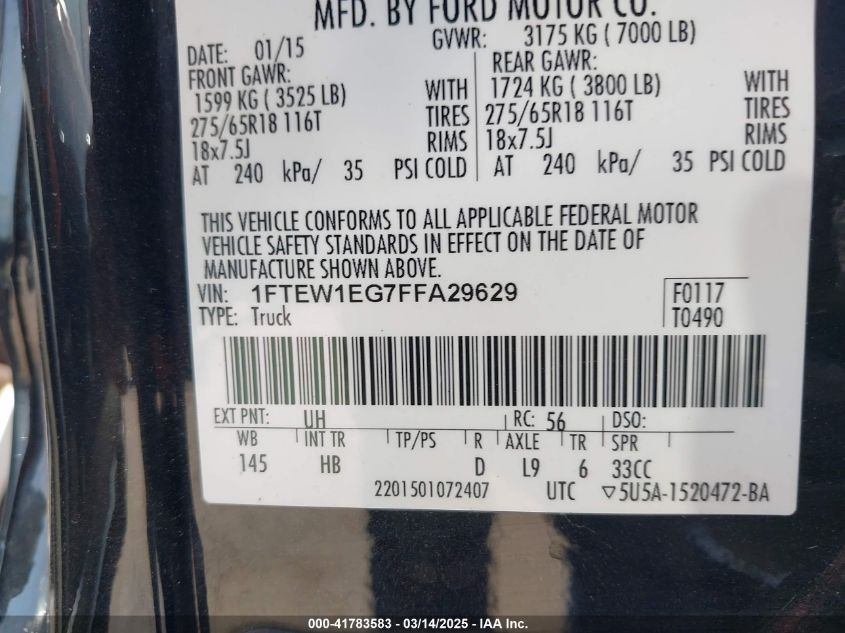 MFD. BY FORD MOTOR CO.
DATE: 01/15 GVWR: 3175 KG ( 7000 LB)
FRONT GAWR: REAR GAWR:
1599 KG ( 3525 LB) WITH 1724 KG ( 3800 LB) WITH
275/65R18 116T TIRES 275/65R18 116T TIRES
18x7.5J RIMS 18x7.5J RIMS
AT 240 kPa/ 35 PSI COLD AT 240 kPa/ 35 PSI COLD
THIS VEHICLE CONFORMS TO ALL APPLICABLE FEDERAL MOTOR
VEHICLE SAFETY STANDARDS IN EFFECT ON THE DATE OF
MANUFACTURE SHOWN ABOVE.
VIN: 1FTEW1EG7FFA29629 F0117
TYPE: Truck T0490
EXT PNT: UH RC: 56 DSO:
WB INT TR TP/PS R AXLE TR SPR
145 HB D L9 6 33CC
2201501072407 UTC ▽5U5A-1520472-BA
000-41783583 - 03/14/2025 - IAA Inc.